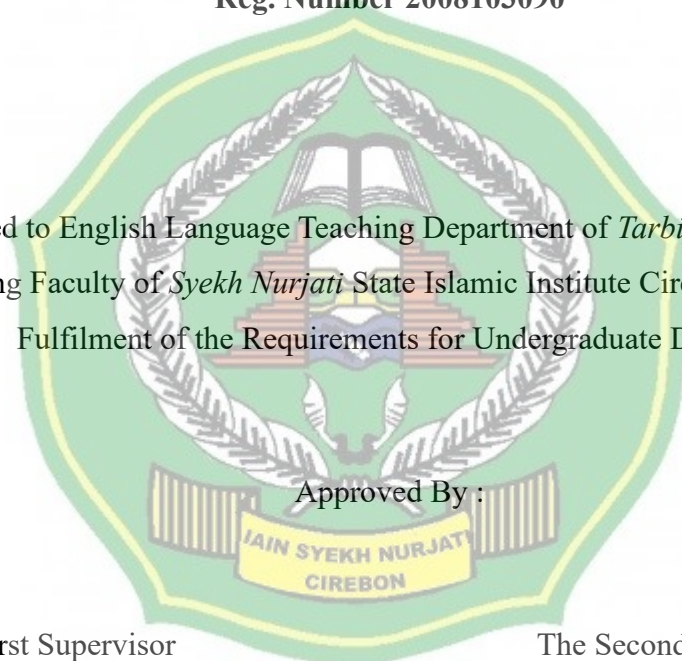 Reg. Number 2008103090
ed to English Language Teaching Department of Tarbi
ng Faculty of Syekh Nurjati State Islamic Institute Cir
Fulfilment of the Requirements for Undergraduate D
Approved By :
IAIN SYEKH NURJATI
CIREBON
rst Supervisor The Second